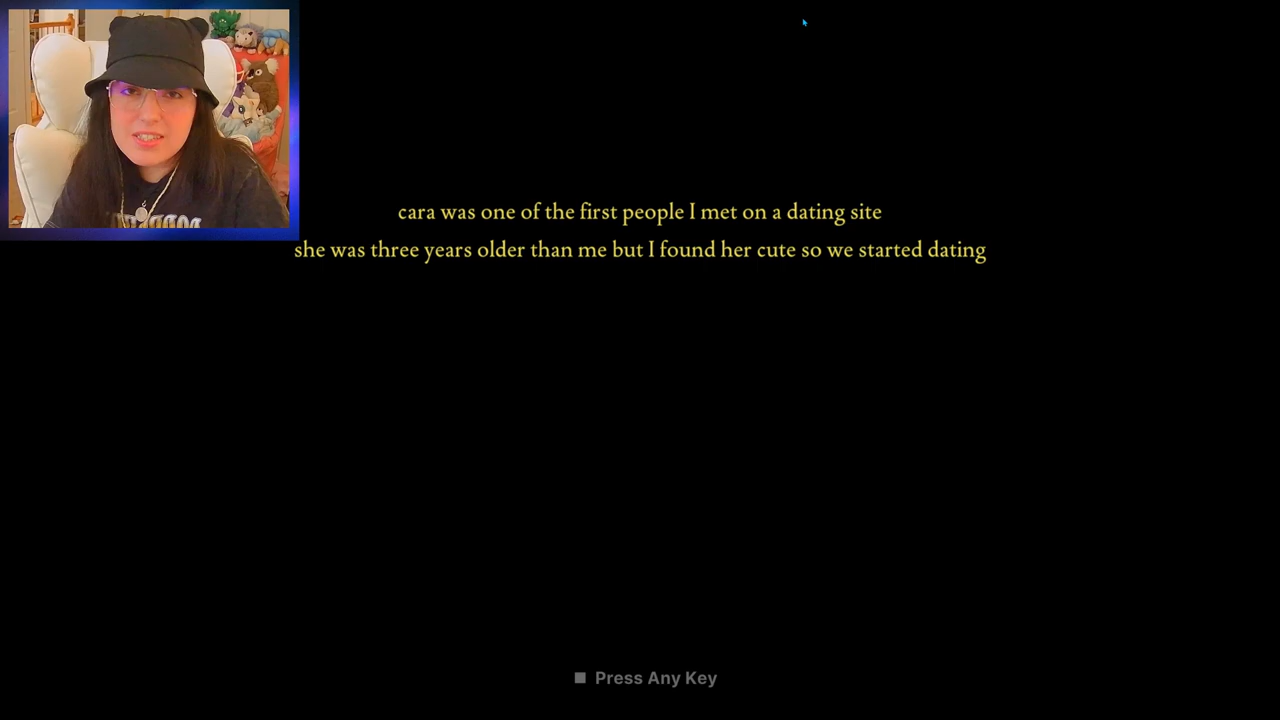 cara was one of the first people I met on a dating site
she was three years older than me but I found her cute so we started dating
Press Any Key